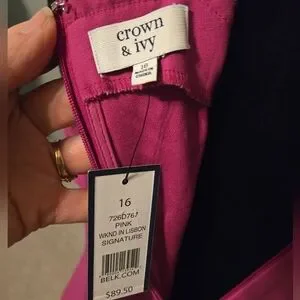 crown
& ivy
16
16
726D767
PINK
WKND IN LISBON
SIGNATURE
BELK.COM
$89.50